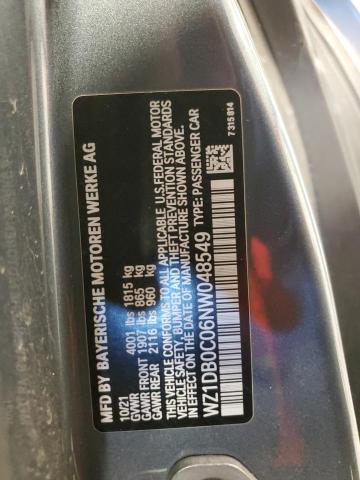 MFD BY BAYERISCHE MOTOREN WERKE AG
10/21
GVWR 4001 lbs 1815 kg
GAWR FRONT 1907 lbs 865 kg
GAWR REAR 2116 lbs 960 kg
THIS VEHICLE CONFORMS TO ALL APPLICABLE U.S.FEDERAL MOTOR
VEHICLE SAFETY, BUMPER AND THEFT PREVENTION STANDARDS
IN EFFECT ON THE DATE OF MANUFACTURE SHOWN ABOVE.
WZ1DB0C06NW048549 TYPE: PASSENGER CAR
7315814